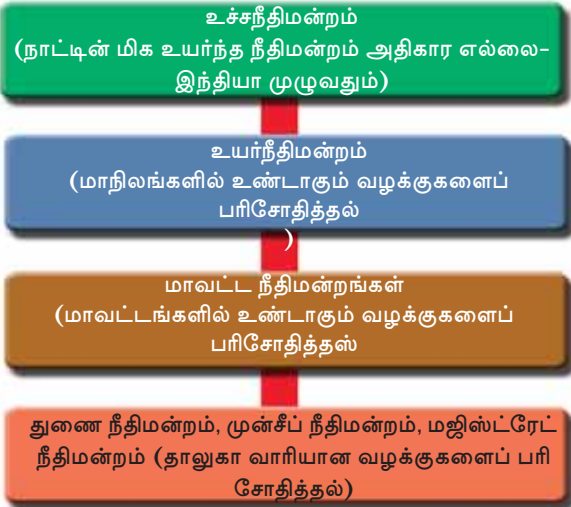 உச்சநீதிமன்றம்
(நாட்டின் மிக உயர்ந்த நீதிமன்றம் அதிகார எல்லை-
இந்தியா முழுவதும்)
உயர்நீதிமன்றம்
(மாநிலங்களில் உண்டாகும் வழக்குகளைப்
பரிசோதித்தல்
)
மாவட்ட நீதிமன்றங்கள்
(மாவட்டங்களில் உண்டாகும் வழக்குகளைப்
பரிசோதித்தஸ்
துணை நீதிமன்றம், முன்சீப் நீதிமன்றம், மஜிஸ்ட்ரேட்
நீதிமன்றம் (தாலுகா வாரியான வழக்குகளைப் பரி
சோதித்தல்)